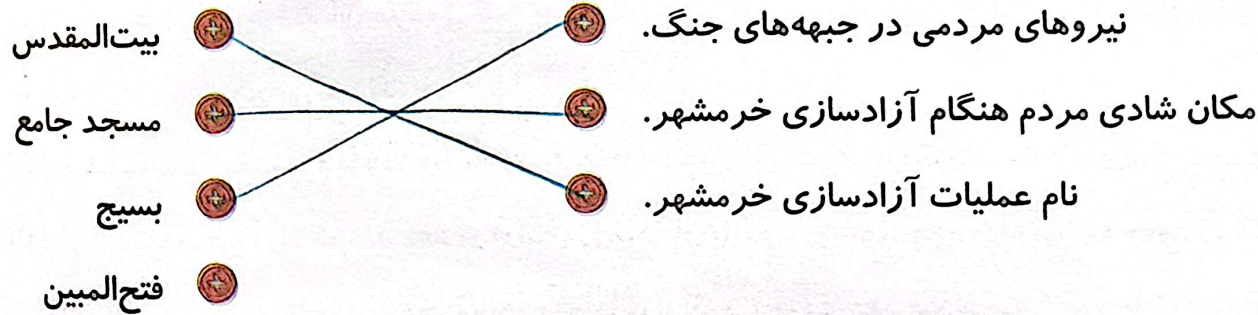 نیروهای مردمی در جبهه‌های جنگ.
بیت‌المقدس
مکان شادی مردم هنگام آزادسازی خرمشهر.
مسجد جامع
نام عملیات آزادسازی خرمشهر.
بسیج
فتح‌المبین